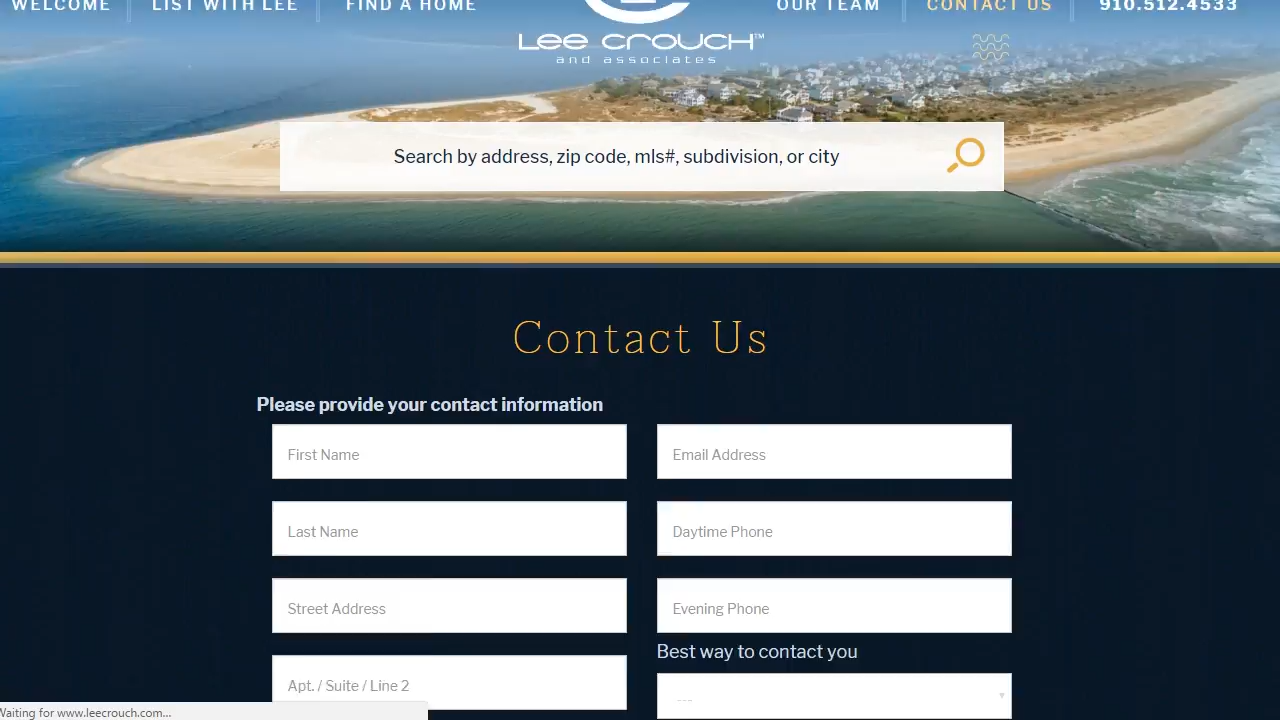 WELCOME
LIST WITH LEE
FIND A HOME
OUR TEAM
CONTACT US
910.512.4533
Lee Crouch™
and associates
Search by address, zip code, mls#, subdivision, or city
Contact Us
Please provide your contact information
First Name
Email Address
Last Name
Daytime Phone
Street Address
Evening Phone
Best way to contact you
Apt. / Suite / Line 2
---
Waiting for www.leecrouch.com...